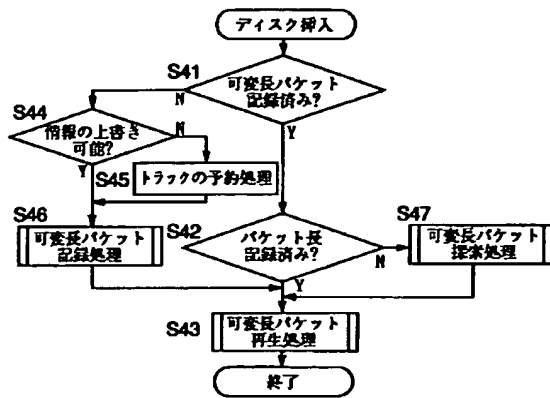 ディスク挿入
S41
可変長パケット
記録済み?
N
Y
S44
情報の上書き
可能?
N
Y
S45
トラックの予約処理
S46
可変長パケット
記録処理
S42
パケット長
記録済み?
N
Y
S47
可変長パケット
探索処理
S43
可変長パケット
再生処理
終了